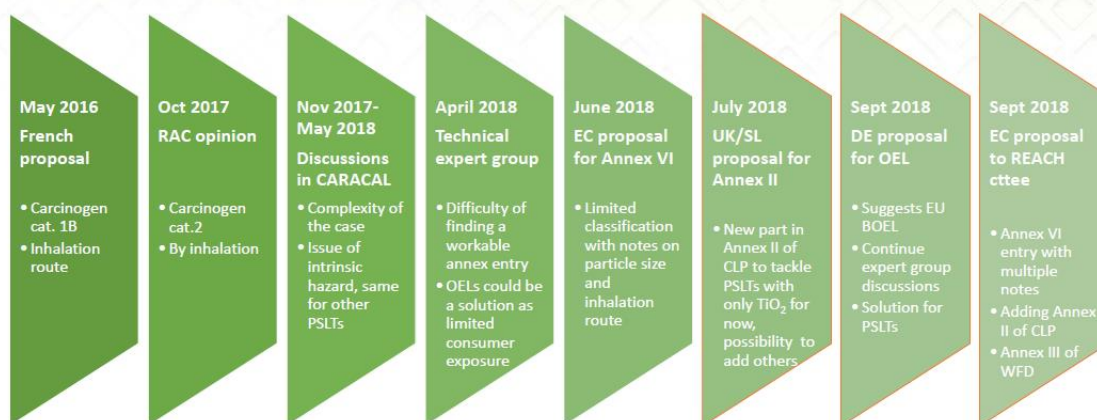 May 2016
French
proposal
• Carcinogen
cat. 1B
• Inhalation
route
Oct 2017
RAC opinion
• Carcinogen
cat.2
• By inhalation
Nov 2017-
May 2018
Discussions
in CARACAL
• Complexity of
the case
• Issue of
intrinsic
hazard, same
for other
PSLTs
April 2018
Technical
expert group
• Difficulty of
finding a
workable
annex entry
• OELs could be
a solution as
limited
consumer
exposure
June 2018
EC proposal
for Annex VI
• Limited
classification
with notes on
particle size
and
inhalation
route
July 2018
UK/SL
proposal for
Annex II
• New part in
Annex II of
CLP to tackle
PSLTs with
only TiO₂ for
now,
possibility to
add others
Sept 2018
DE proposal
for OEL
• Suggests EU
BOEL
• Continue
expert group
discussions
• Solution for
PSLTs
Sept 2018
EC proposal
to REACH
cttee
• Annex VI
entry with
multiple
notes
• Adding Annex
II of CLP
• Annex III of
WFD